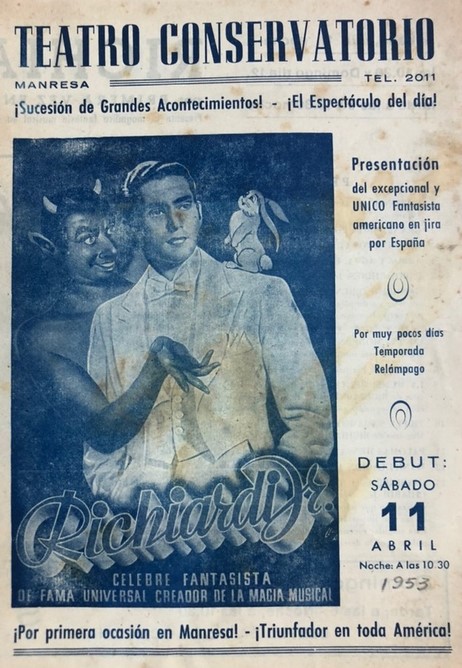 TEATRO CONSERVATORIO
MANRESA
TEL. 2011
¡Sucesión de Grandes Acontecimientos! - ¡El Espectáculo del día!
Presentación
del excepcional y
UNICO Fantasista
americano en jira
por España
Por muy pocos días
Temporada
Relámpago
DEBUT:
SÁBADO
11
ABRIL
Noche: A las 10.30
1953
Richiardi Jr.
CELEBRE FANTASISTA
DE FAMA UNIVERSAL CREADOR DE LA MAGIA MUSICAL
¡Por primera ocasión en Manresa! - ¡Triunfador en toda América!